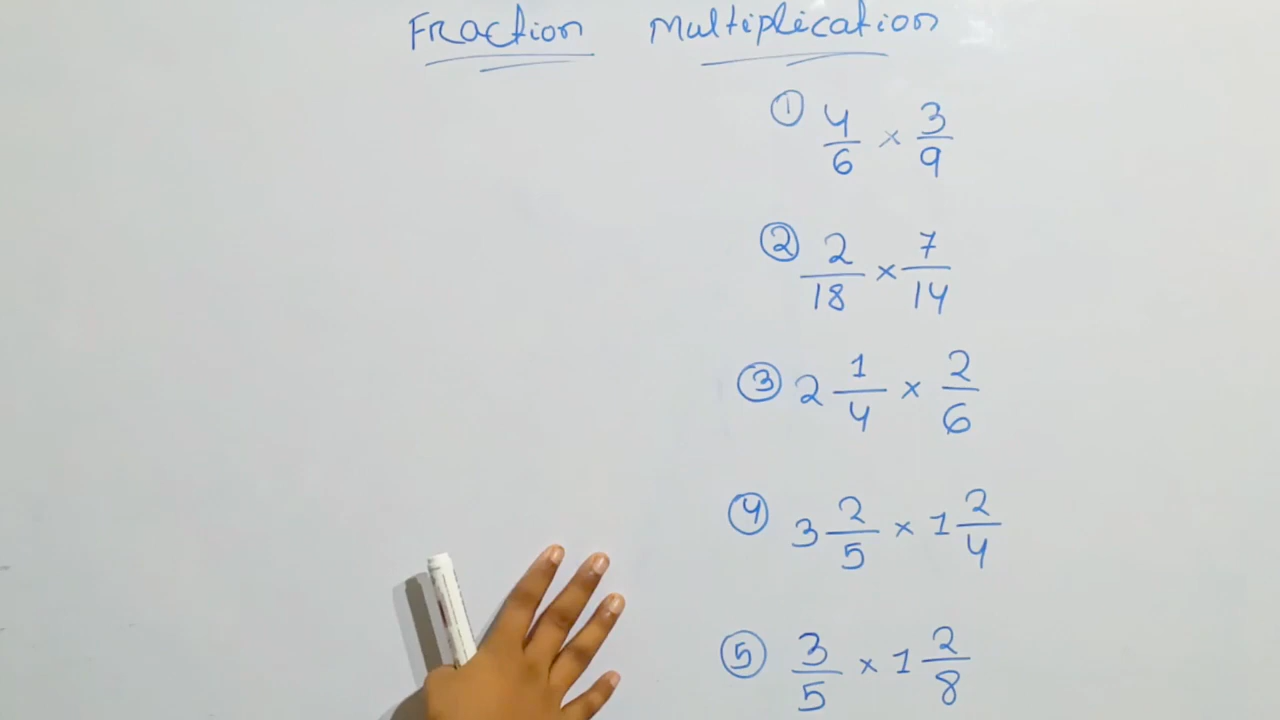 Fraction Multiplication
① 4/6 × 3/9
② 2/18 × 7/14
③ 2 1/4 × 2/6
④ 3 2/5 × 1 2/4
⑤ 3/5 × 1 2/8